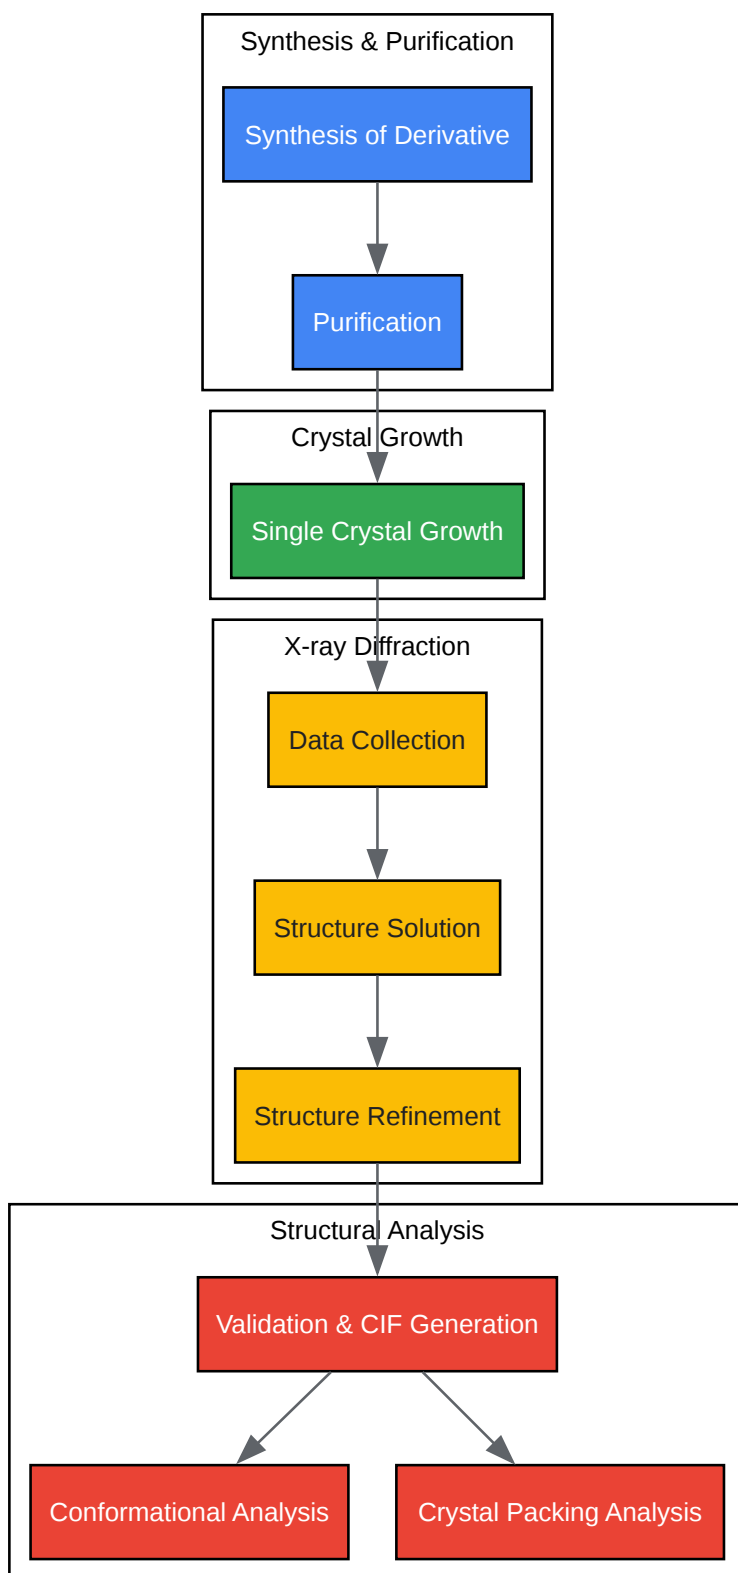 Synthesis & Purification
Synthesis of Derivative
Purification
Crystal Growth
Single Crystal Growth
X-ray Diffraction
Data Collection
Structure Solution
Structure Refinement
Structural Analysis
Validation & CIF Generation
Conformational Analysis
Crystal Packing Analysis